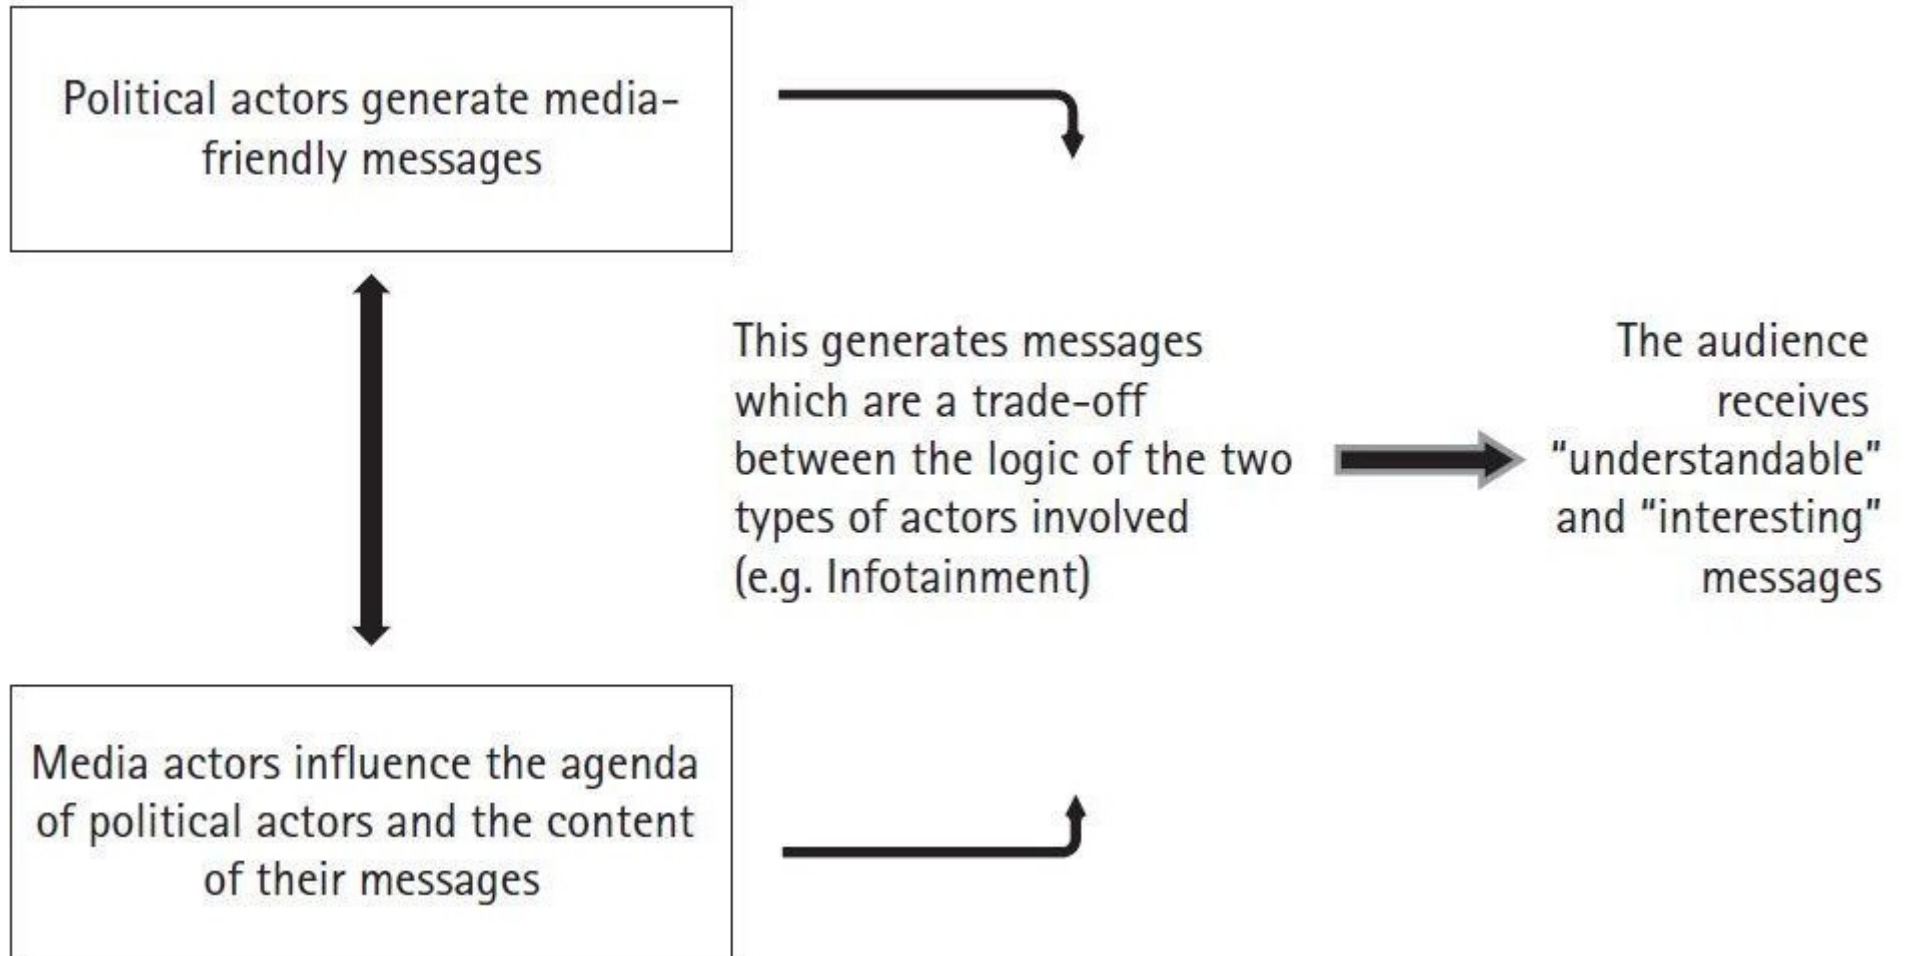 Political actors generate media-
friendly messages
This generates messages
which are a trade-off
between the logic of the two
types of actors involved
(e.g. Infotainment)
The audience
receives
“understandable”
and “interesting”
messages
Media actors influence the agenda
of political actors and the content
of their messages